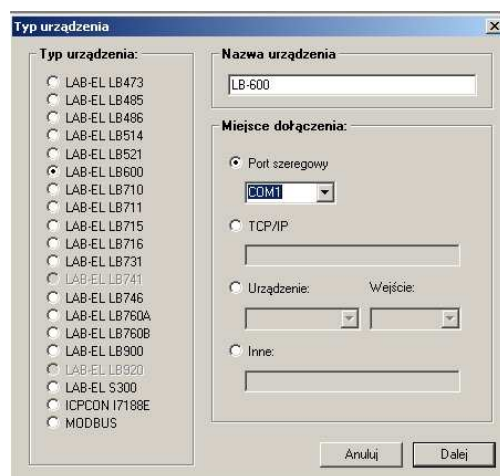 Typ urządzenia
Typ urządzenia:
LAB-EL LB473
LAB-EL LB485
LAB-EL LB486
LAB-EL LB514
LAB-EL LB521
LAB-EL LB600
LAB-EL LB710
LAB-EL LB711
LAB-EL LB715
LAB-EL LB716
LAB-EL LB731
LAB-EL LB741
LAB-EL LB746
LAB-EL LB760A
LAB-EL LB760B
LAB-EL LB900
LAB-EL LB920
LAB-EL S300
ICPCON I7188E
MODBUS
Nazwa urządzenia
LB-600
Miejsce dołączenia:
Port szeregowy
COM1
TCP/IP
Urządzenie: Wejście:
Inne:
Anuluj Dalej